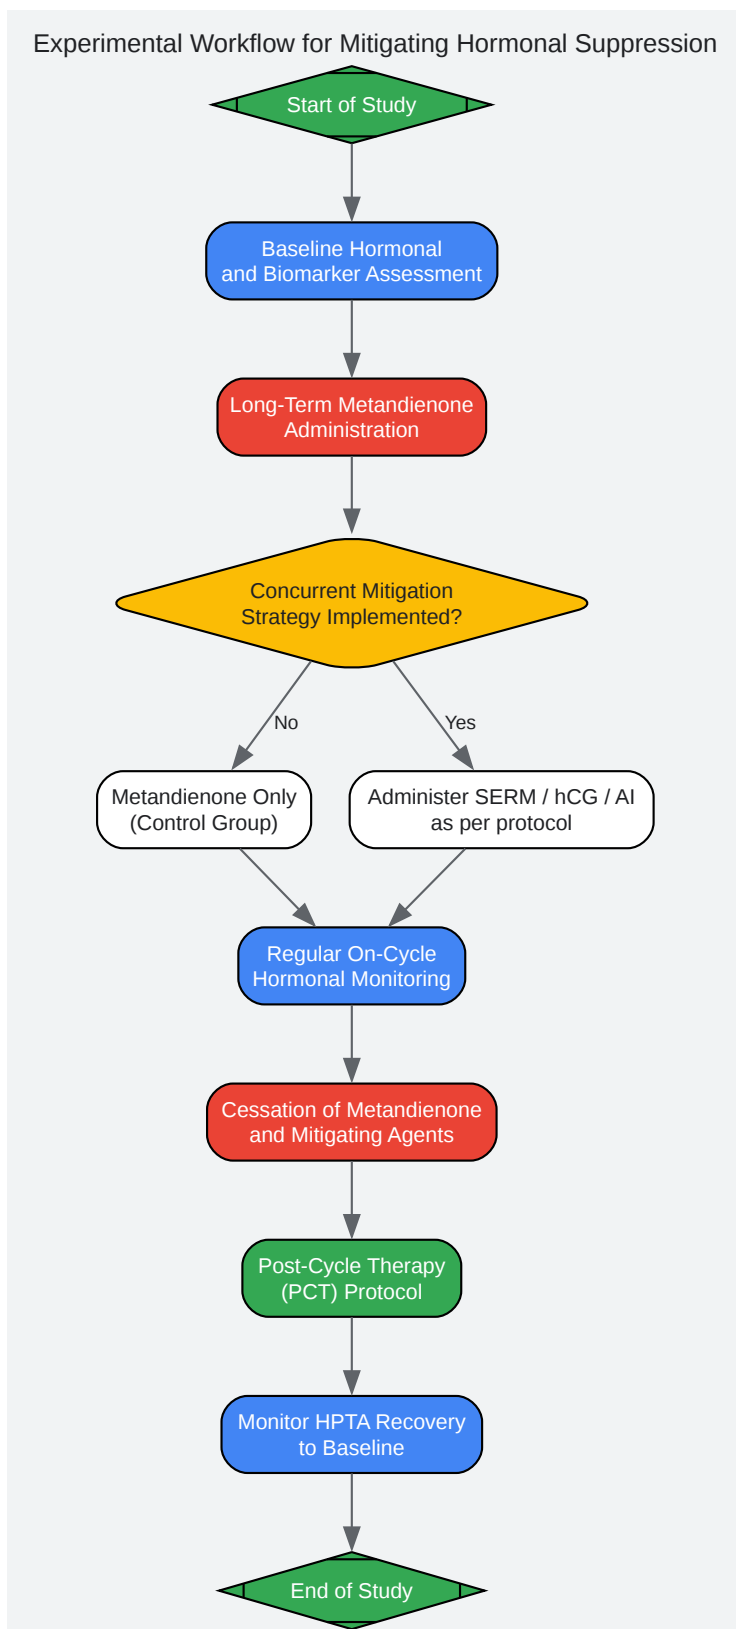 Experimental Workflow for Mitigating Hormonal Suppression
Start of Study
Baseline Hormonal
and Biomarker Assessment
Long-Term Metandienone
Administration
Concurrent Mitigation
Strategy Implemented?
No
Yes
Metandienone Only
(Control Group)
Administer SERM / hCG / AI
as per protocol
Regular On-Cycle
Hormonal Monitoring
Cessation of Metandienone
and Mitigating Agents
Post-Cycle Therapy
(PCT) Protocol
Monitor HPTA Recovery
to Baseline
End of Study